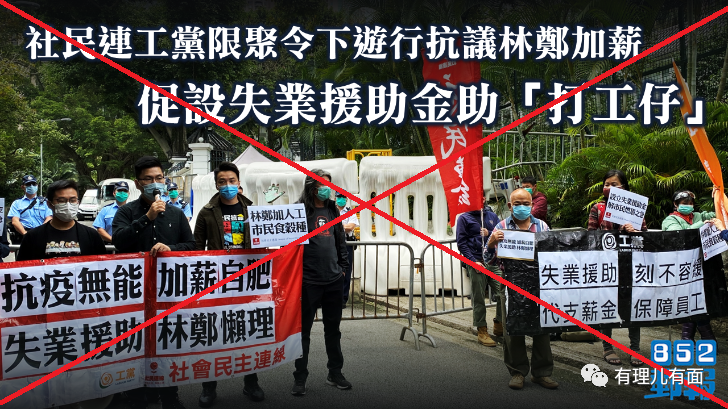 社民連工黨限聚令下遊行抗議林鄭加薪
促設失業援助金助「打工仔」
林鄭加人工
市民食穀種
抗疫無能
加薪自肥
失業援助
林鄭懶理
工黨
社會民主連線
工黨
失業援助
刻不容緩
代支薪金
保障員工
852
郵報
有理儿有面